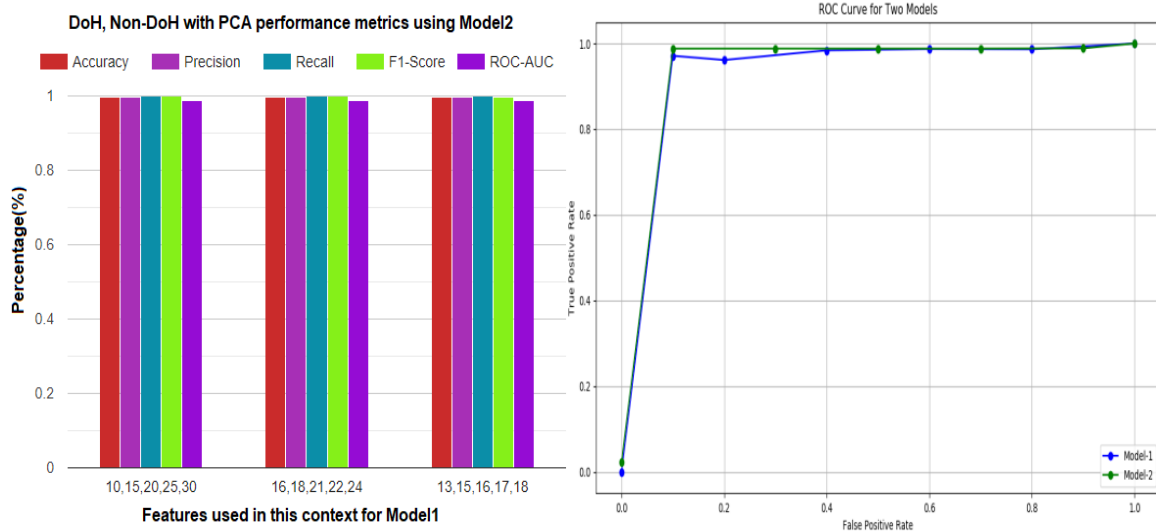 DoH, Non-DoH with PCA performance metrics using Model2
Accuracy Precision Recall F1-Score ROC-AUC
1
0.8
0.6
0.4
0.2
0
Percentage(%)
10,15,20,25,30 16,18,21,22,24 13,15,16,17,18
Features used in this context for Model1
ROC Curve for Two Models
1.0
0.8
0.6
0.4
0.2
0.0
True Positive Rate
Model-1
Model-2
0.0 0.2 0.4 0.6 0.8 1.0
False Positive Rate